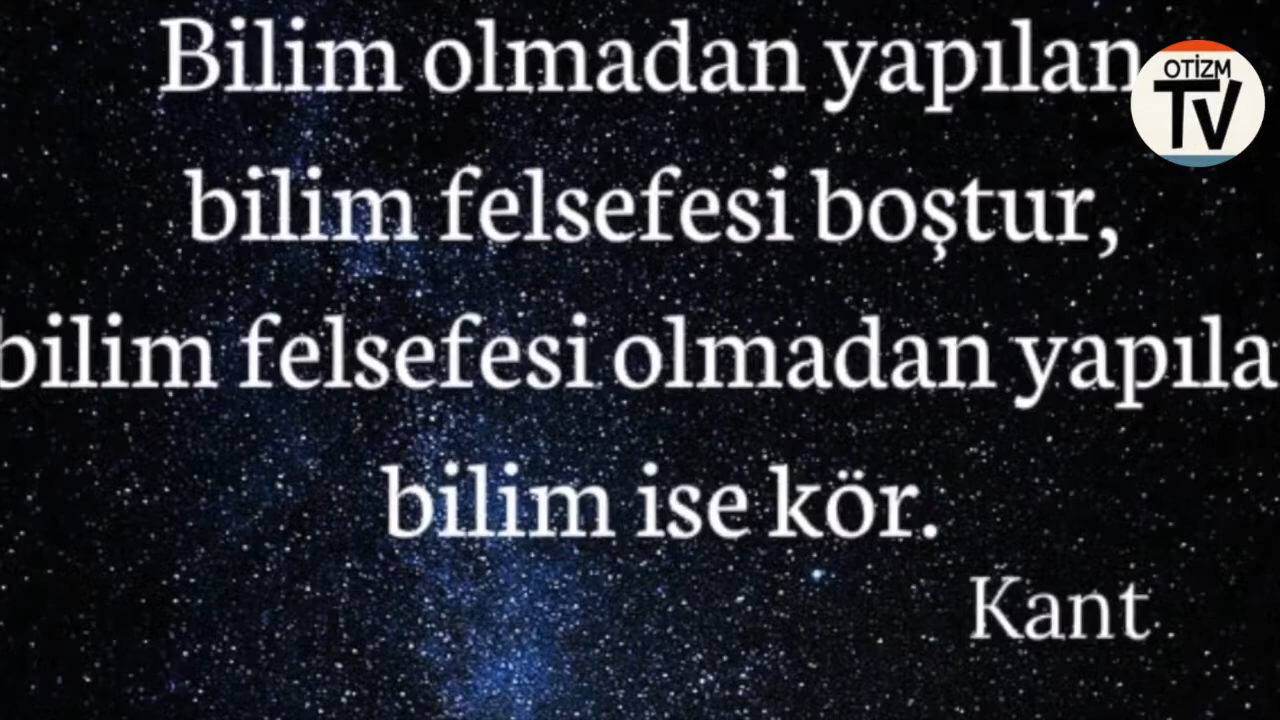 Bilim olmadan yapılan
bilim felsefesi boştur,
bilim felsefesi olmadan yapıla
bilim ise kör.
Kant
OTİZM
TV